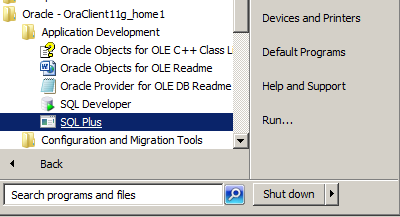 Oracle - OraClient11g_home1
Application Development
Oracle Objects for OLE C++ Class L
Oracle Objects for OLE Readme
Oracle Provider for OLE DB Readme
SQL Developer
SQL Plus
Configuration and Migration Tools
Back
Search programs and files
Devices and Printers
Default Programs
Help and Support
Run...
Shut down